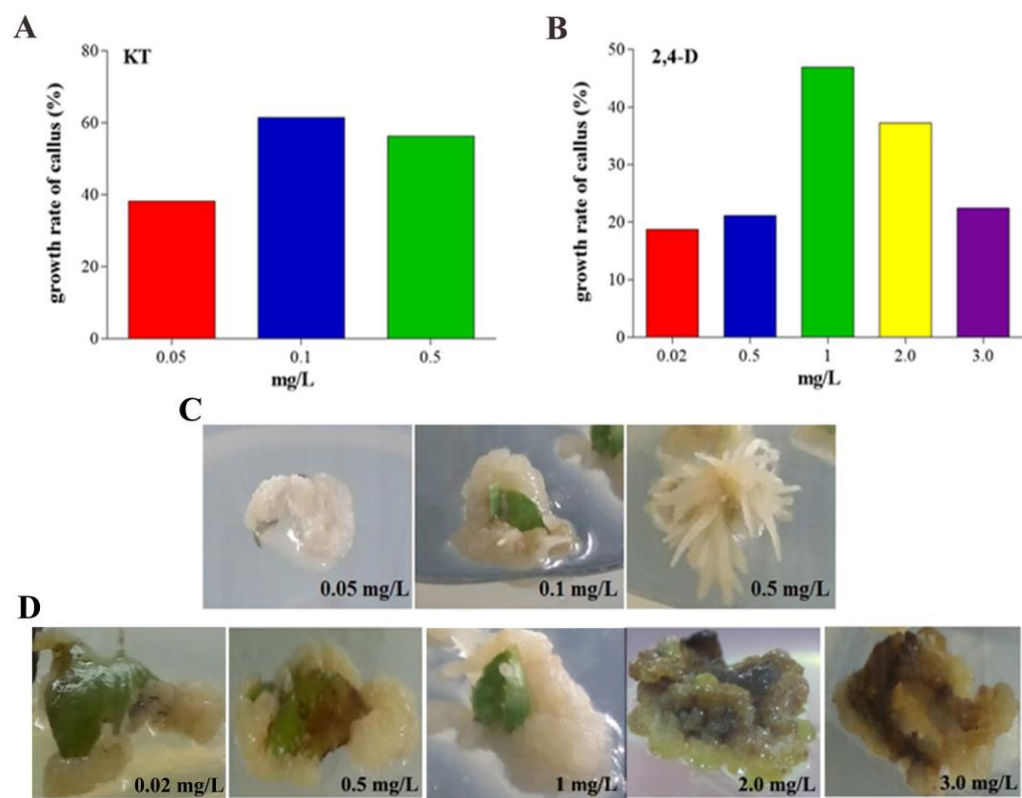 A
KT
growth rate of callus (%)
80
60
40
20
0
0.05 0.1 0.5
mg/L
B
2,4-D
growth rate of callus (%)
50
40
30
20
10
0
0.02 0.5 1 2.0 3.0
mg/L
C
0.05 mg/L 0.1 mg/L 0.5 mg/L
D
0.02 mg/L 0.5 mg/L 1 mg/L 2.0 mg/L 3.0 mg/L